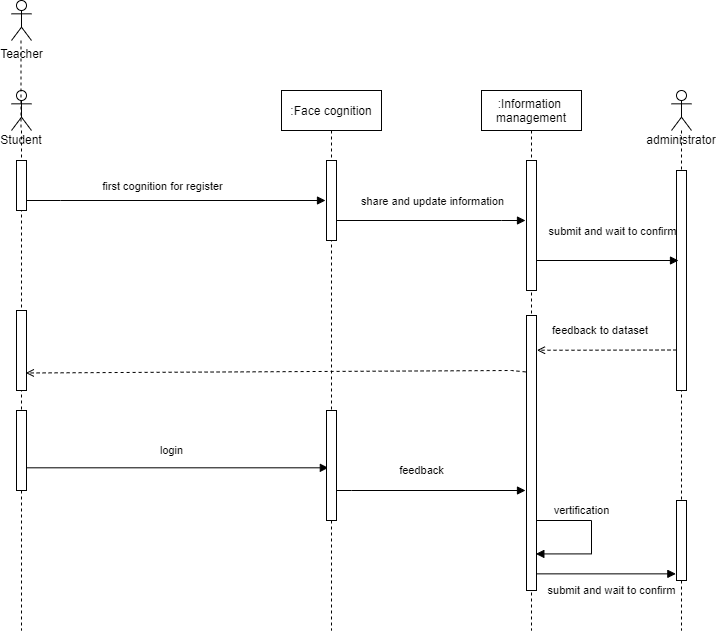 Teacher
Student
:Face cognition
:Information
management
administrator
first cognition for register
share and update information
submit and wait to confirm
feedback to dataset
login
feedback
vertification
submit and wait to confirm